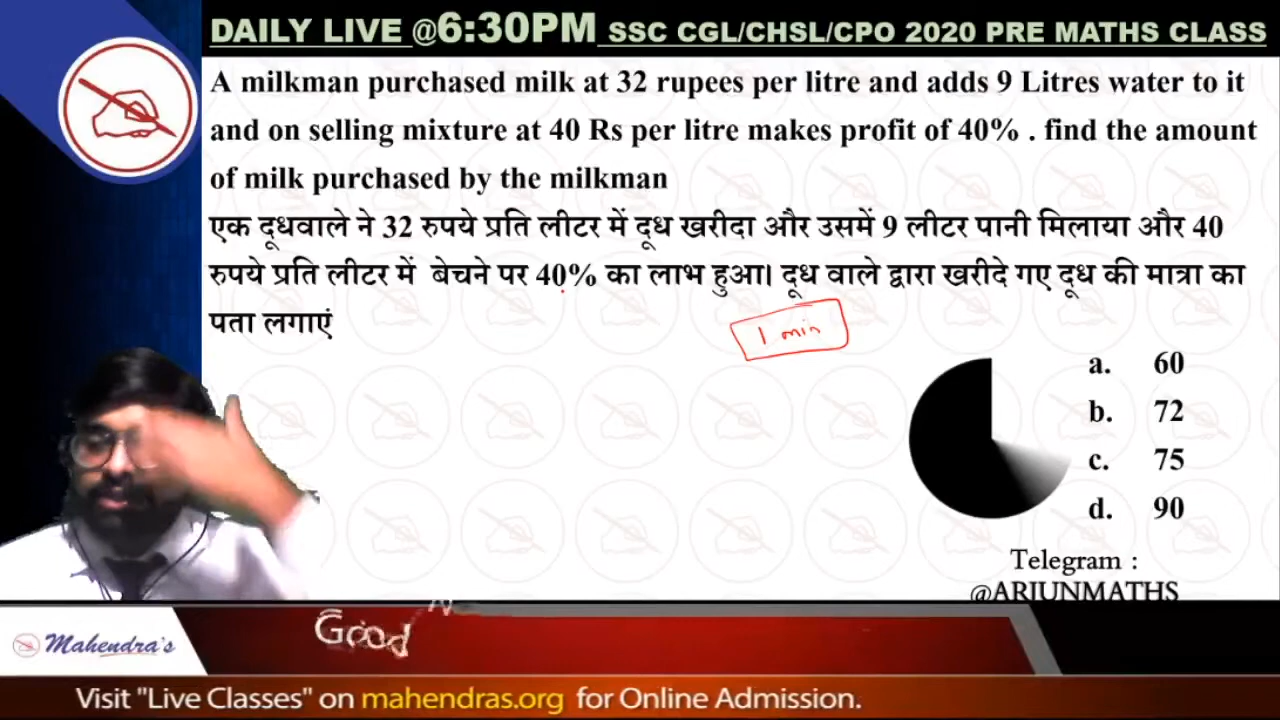 DAILY LIVE @6:30PM SSC CGL/CHSL/CPO 2020 PRE MATHS CLASS
A milkman purchased milk at 32 rupees per litre and adds 9 Litres water to it
and on selling mixture at 40 Rs per litre makes profit of 40% . find the amount
of milk purchased by the milkman
एक दूधवाले ने 32 रुपये प्रति लीटर में दूध खरीदा और उसमें 9 लीटर पानी मिलाया और 40
रुपये प्रति लीटर में बेचने पर 40% का लाभ हुआ। दूध वाले द्वारा खरीदे गए दूध की मात्रा का
पता लगाएं
1 min
a. 60
b. 72
c. 75
d. 90
Telegram :
@ARJUNMATHS
Good
Mahendra's
Visit "Live Classes" on mahendras.org for Online Admission.